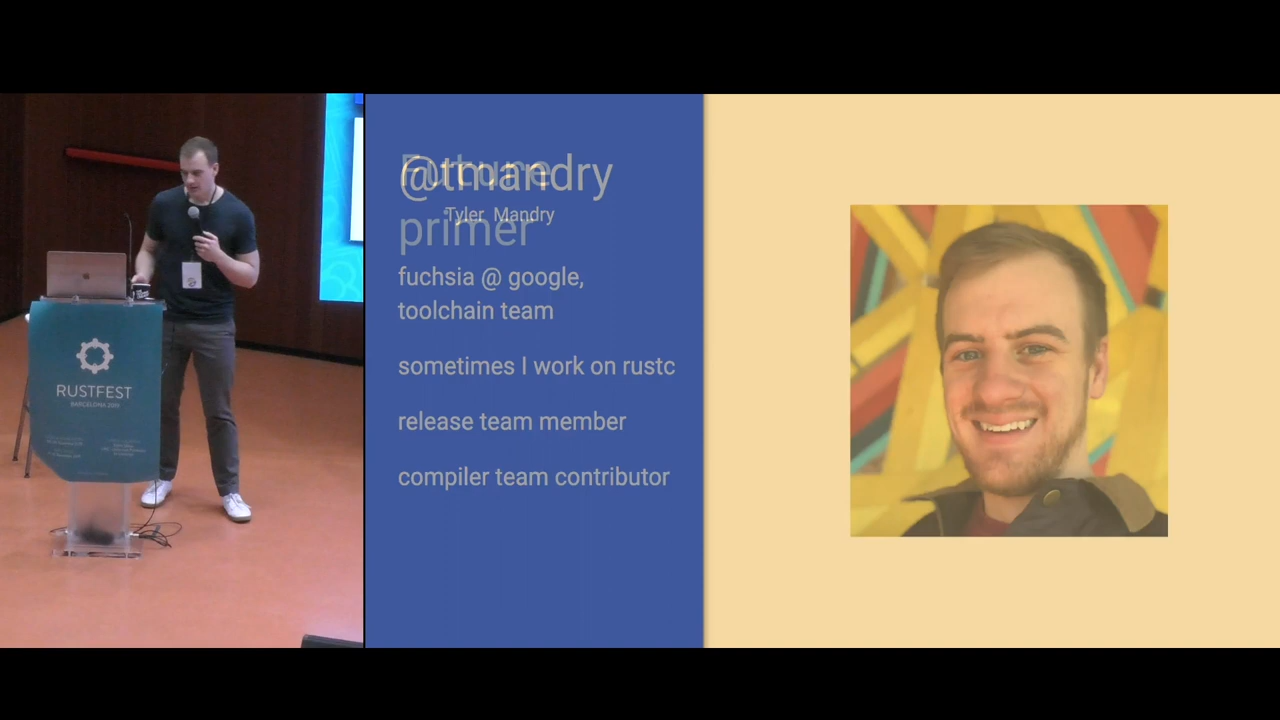 RUSTFEST
BARCELONA 2019
@tmandry
Future
Tyler Mandry
primer
fuchsia @ google,
toolchain team
sometimes I work on rustc
release team member
compiler team contributor